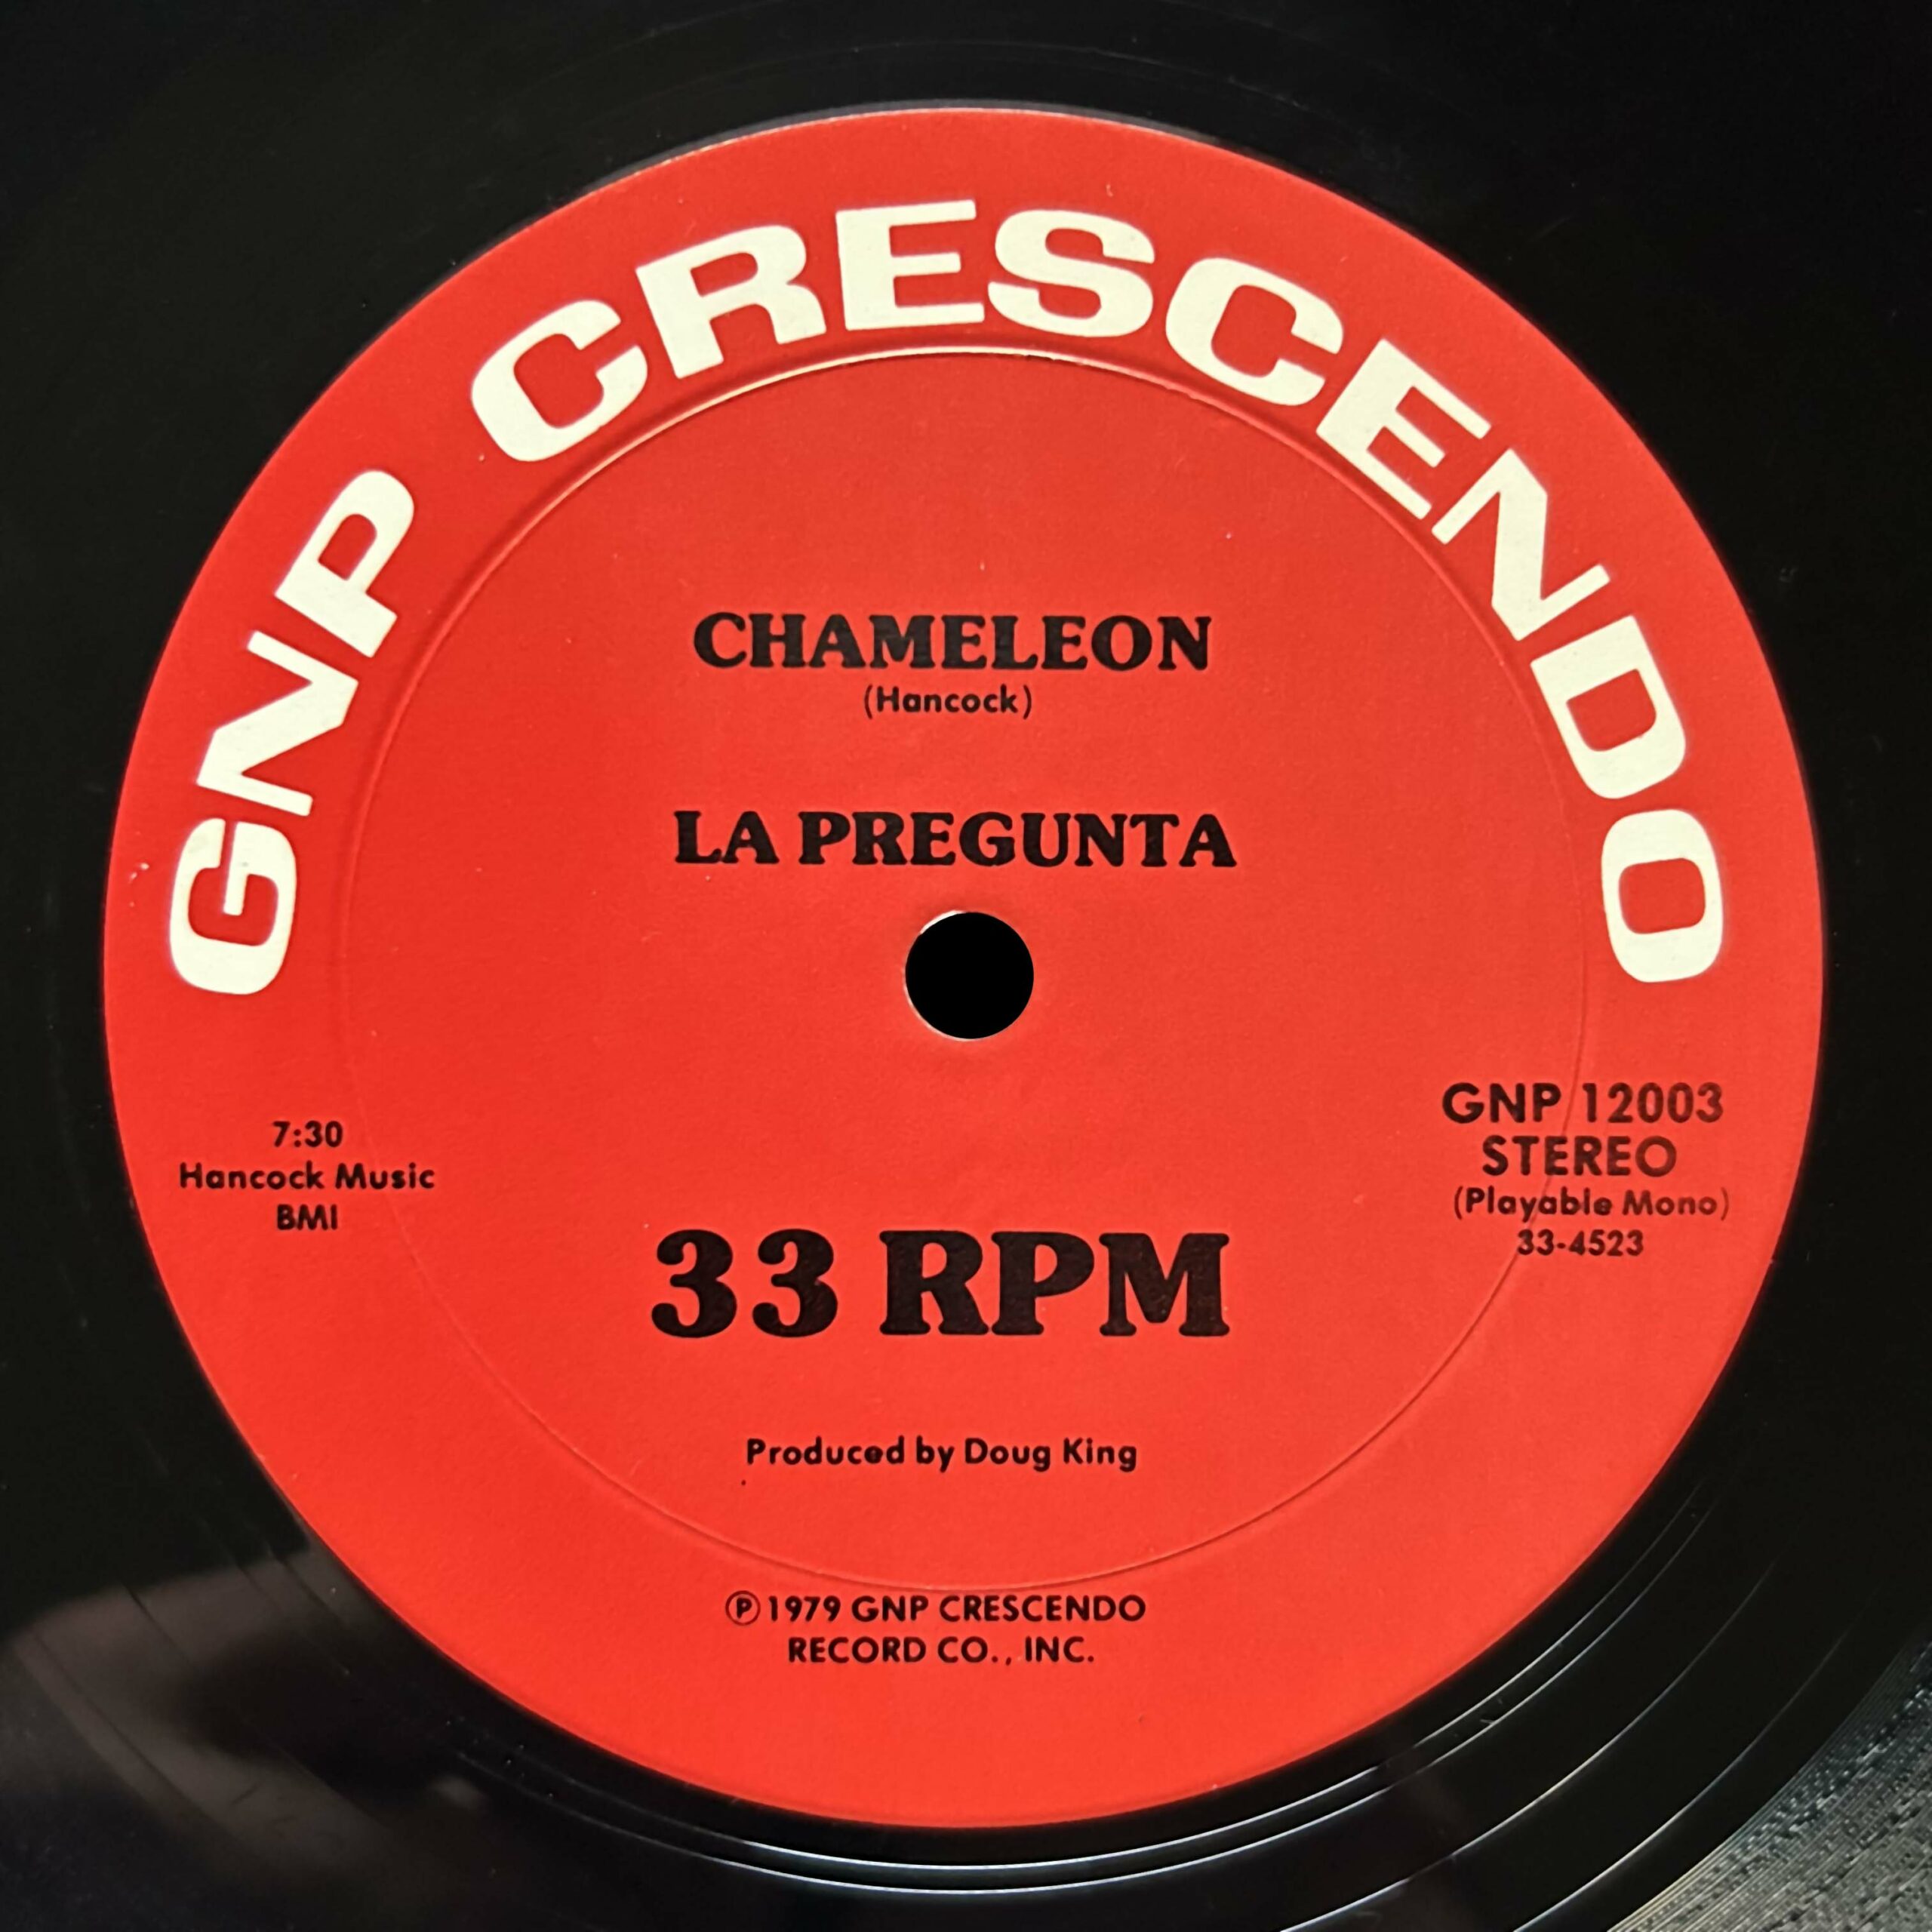 GNP CRESCENDO
CHAMELEON
(Hancock)
LA PREGUNTA
7:30
Hancock Music
BMI
GNP 12003
STEREO
(Playable Mono)
33-4523
33 RPM
Produced by Doug King
Ⓟ 1979 GNP CRESCENDO
RECORD CO., INC.